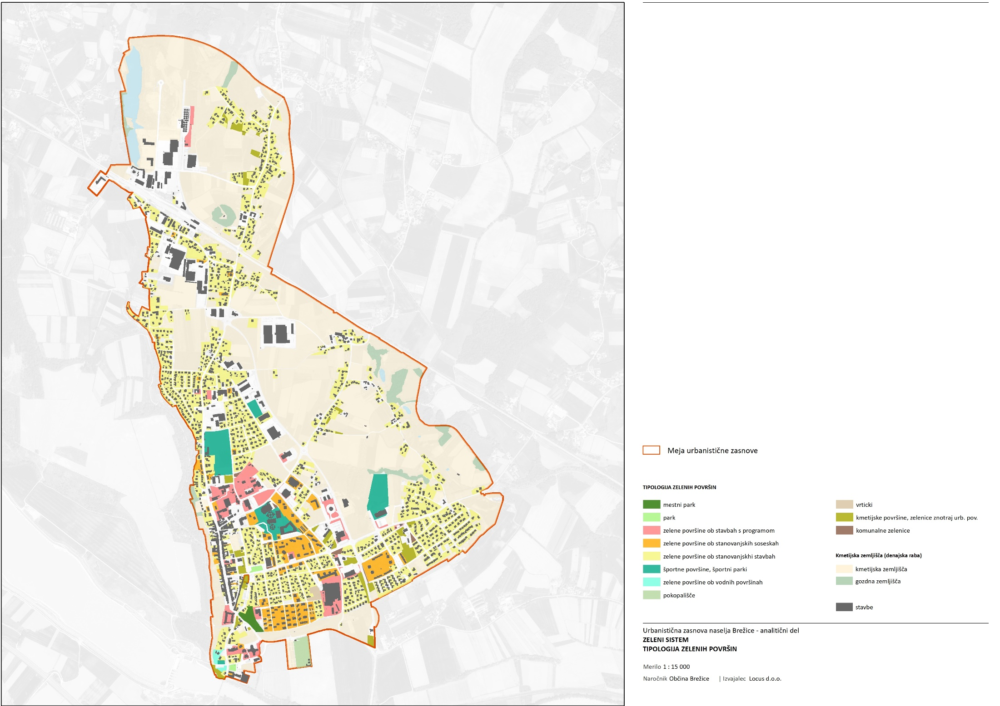 Meja urbanistične zasnove
TIPOLOGIJA ZELENIH POVRŠIN
mestni park
park
zelene površine ob stavbah s programom
zelene površine ob stanovanjskih soseskah
zelene površine ob stanovanjskhi stavbah
športne površine, športni parki
zelene površine ob vodnih površinah
pokopališče
vrticki
kmetijske površine, zelenice znotraj urb. pov.
komunalne zelenice
Kmetijska zemljišča (denajska raba)
kmetijska zemljišča
gozdna zemljišča
stavbe
Urbanistična zasnova naselja Brežice - analitični del
ZELENI SISTEM
TIPOLOGIJA ZELENIH POVRŠIN
Merilo 1 : 15 000
Naročnik Občina Brežice | Izvajalec Locus d.o.o.